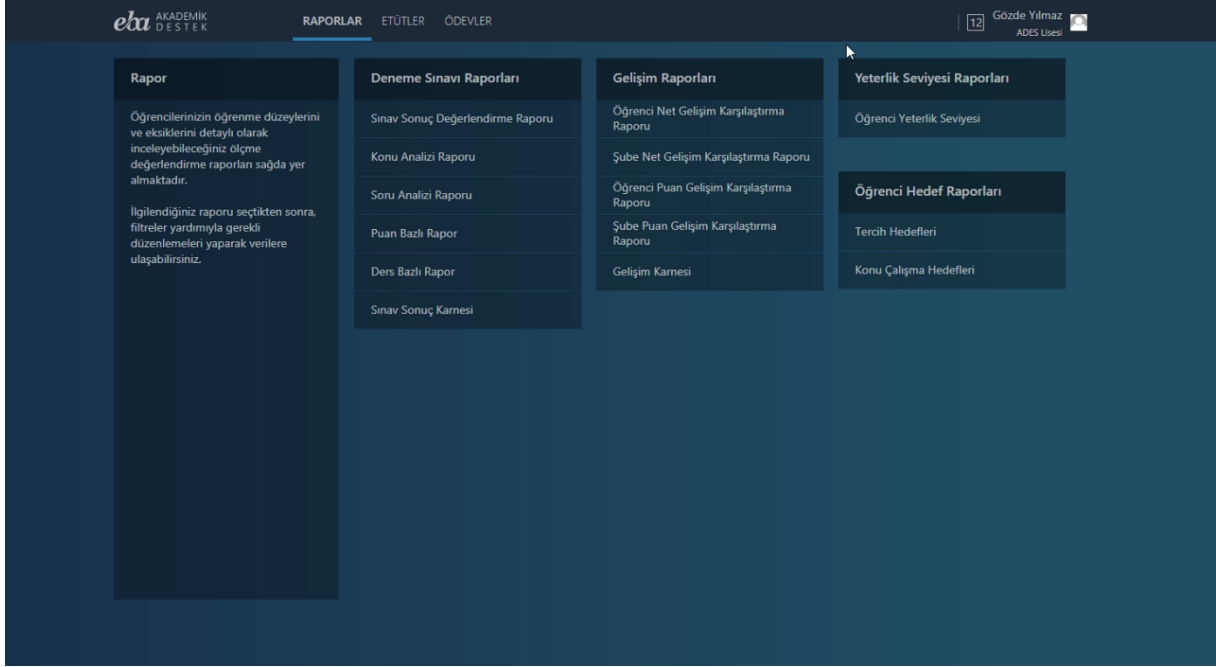 eba AKADEMİK DESTEK
RAPORLAR ETÜTLER ÖDEVLER
12
Gözde Yılmaz
ADES Lisesi
Rapor
Öğrencilerinizin öğrenme düzeylerini
ve eksiklerini detaylı olarak
inceleyebileceğiniz ölçme
değerlendirme raporları sağda yer
almaktadır.
İlgilendiğiniz raporu seçtikten sonra,
filtreler yardımıyla gerekli
düzenlemeleri yaparak verilere
ulaşabilirsiniz.
Deneme Sınavı Raporları
Sınav Sonuç Değerlendirme Raporu
Konu Analizi Raporu
Soru Analizi Raporu
Puan Bazlı Rapor
Ders Bazlı Rapor
Sınav Sonuç Karnesi
Gelişim Raporları
Öğrenci Net Gelişim Karşılaştırma
Raporu
Şube Net Gelişim Karşılaştırma Raporu
Öğrenci Puan Gelişim Karşılaştırma
Raporu
Şube Puan Gelişim Karşılaştırma
Raporu
Gelişim Karnesi
Yeterlik Seviyesi Raporları
Öğrenci Yeterlik Seviyesi
Öğrenci Hedef Raporları
Tercih Hedefleri
Konu Çalışma Hedefleri